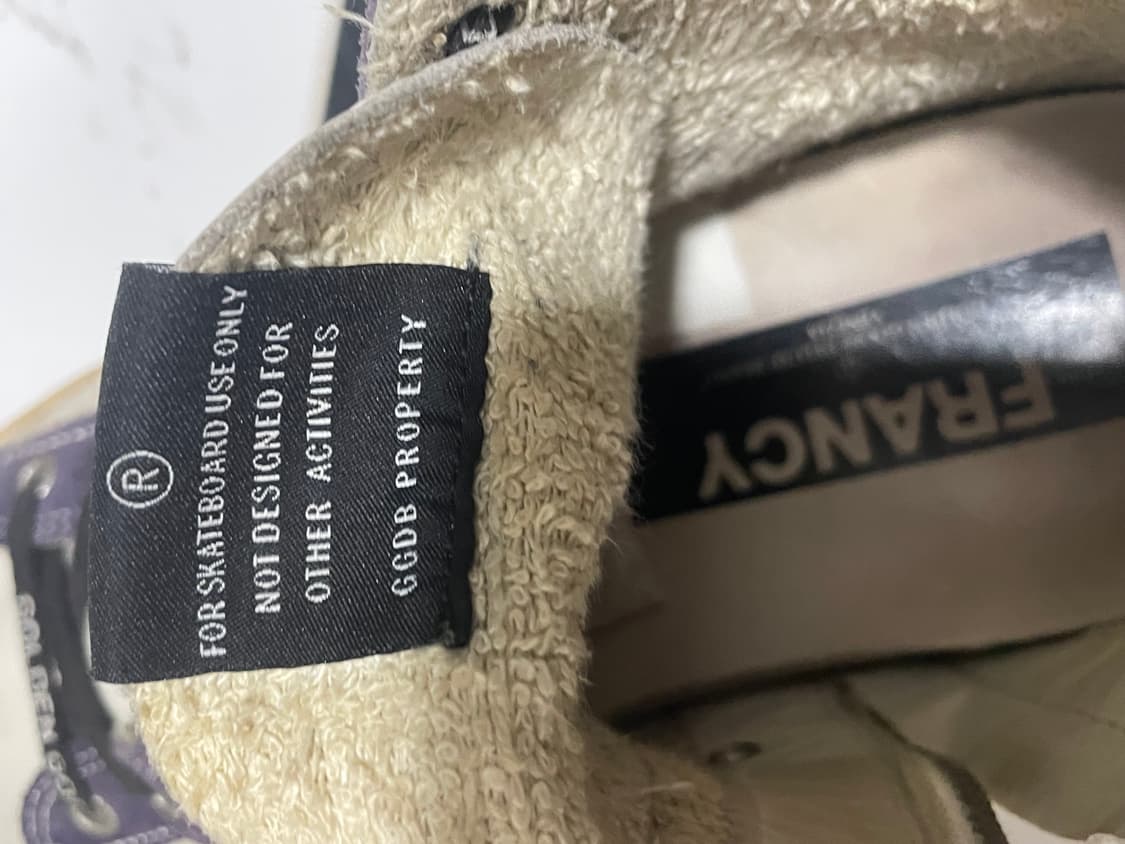 ®
FOR SKATEBOARD USE ONLY
NOT DESIGNED FOR
OTHER ACTIVITIES
GGDB PROPERTY
FRANCY